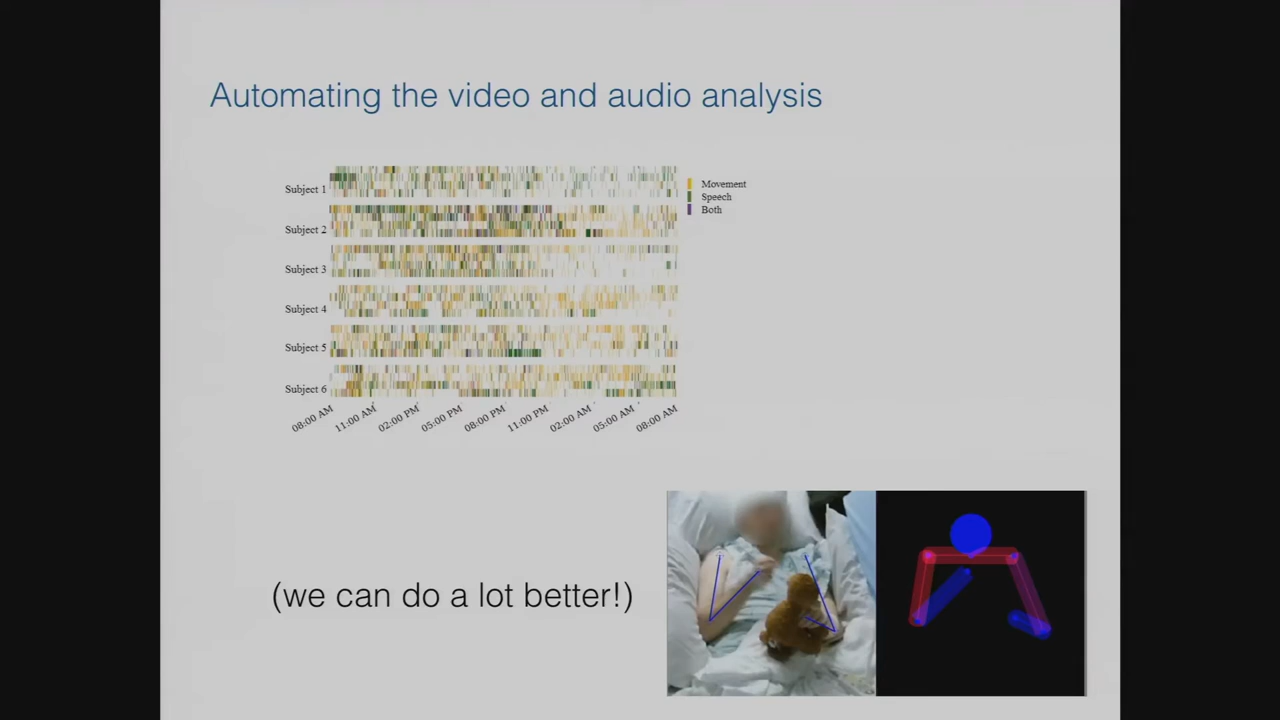 Automating the video and audio analysis
Subject 1
Subject 2
Subject 3
Subject 4
Subject 5
Subject 6
08:00 AM
11:00 AM
02:00 PM
05:00 PM
08:00 PM
11:00 PM
02:00 AM
05:00 AM
08:00 AM
Movement
Speech
Both
(we can do a lot better!)